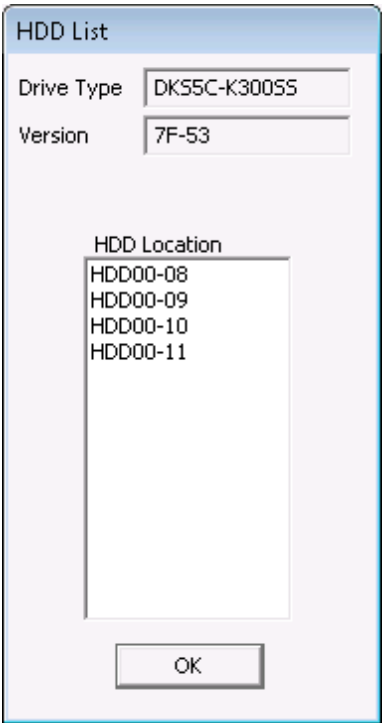 HDD List
Drive Type DKS5C-K300SS
Version 7F-53
HDD Location
HDD00-08
HDD00-09
HDD00-10
HDD00-11
OK